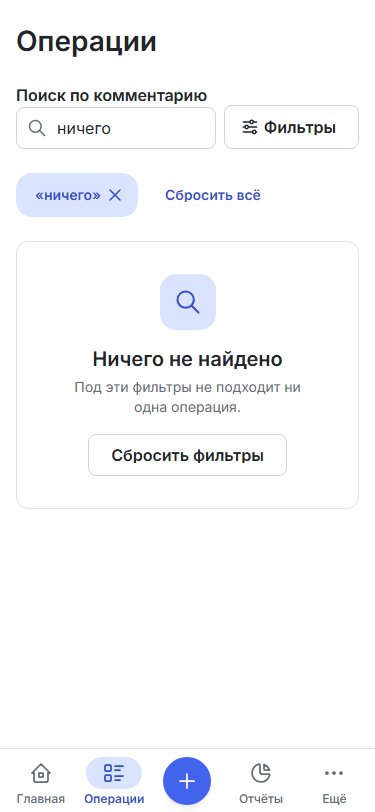 Операции
Поиск по комментарию
ничего
Фильтры
«ничего»
Сбросить всё
Ничего не найдено
Под эти фильтры не подходит ни
одна операция.
Сбросить фильтры
Главная
Операции
Отчёты
Ещё